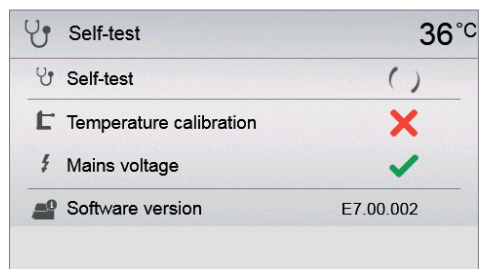 Self-test 36°C
Self-test
Temperature calibration
Mains voltage
Software version E7.00.002